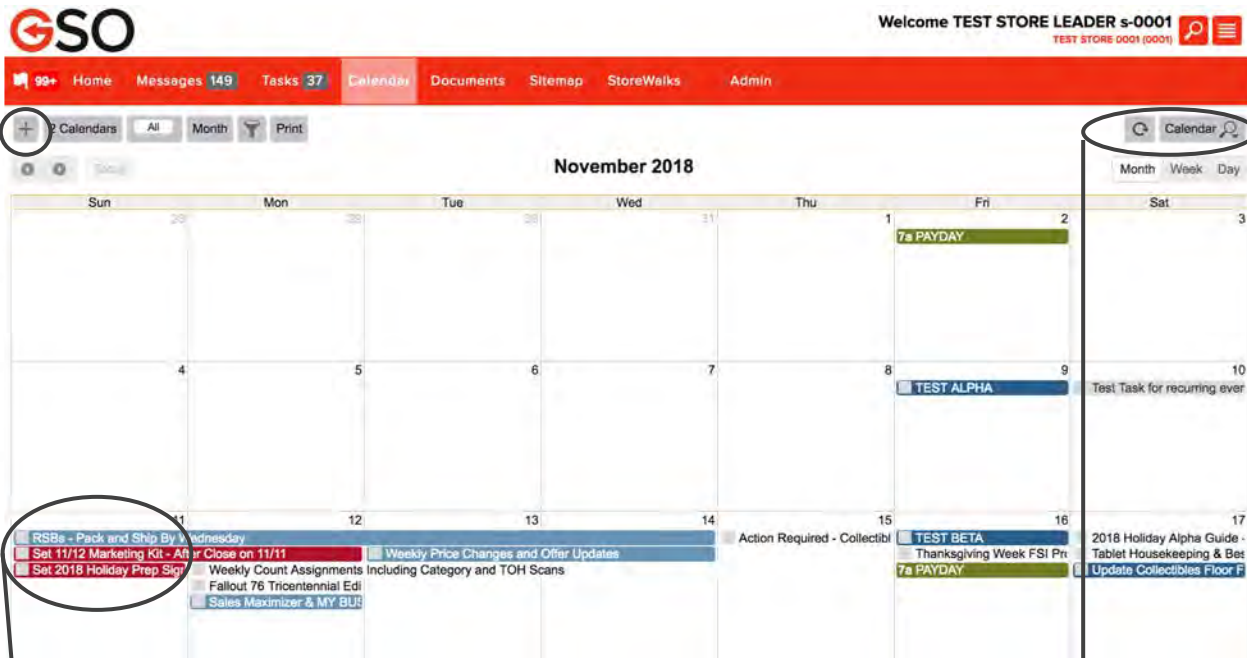 GSO
Welcome TEST STORE LEADER s-0001
TEST STORE 0001 (0001)
99+ Home Messages 149 Tasks 37 Calendar Documents Sitemap StoreWalks Admin
+ 2 Calendars All Month Print Calendar
November 2018
Month Week Day
Sun Mon Tue Wed Thu Fri Sat
31 1 2 3
7a PAYDAY
4 5 6 7 8 9 10
TEST ALPHA Test Task for recurring ever
11 12 13 14 15 16 17
RSBs - Pack and Ship By Wednesday Action Required - Collectibl TEST BETA 2018 Holiday Alpha Guide -
Set 11/12 Marketing Kit - After Close on 11/11 Weekly Price Changes and Offer Updates Thanksgiving Week FSI Pr Tablet Housekeeping & Bes
Set 2018 Holiday Prep Sign Weekly Count Assignments Including Category and TOH Scans 7a PAYDAY Update Collectibles Floor F
Fallout 76 Tricentennial Edi
Sales Maximizer & MY BUS